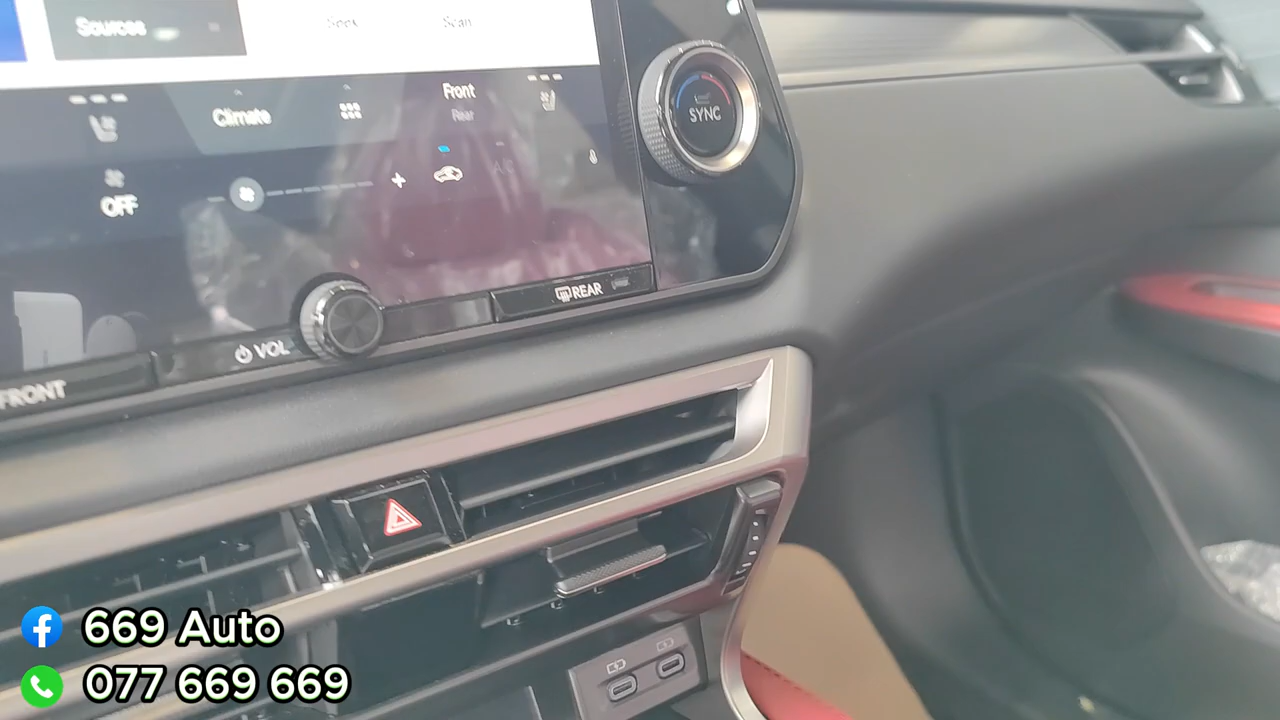 Sources
Seek
Scan
Climate
Front
Rear
SYNC
OFF
A/C
REAR
VOL
FRONT
669 Auto
077 669 669